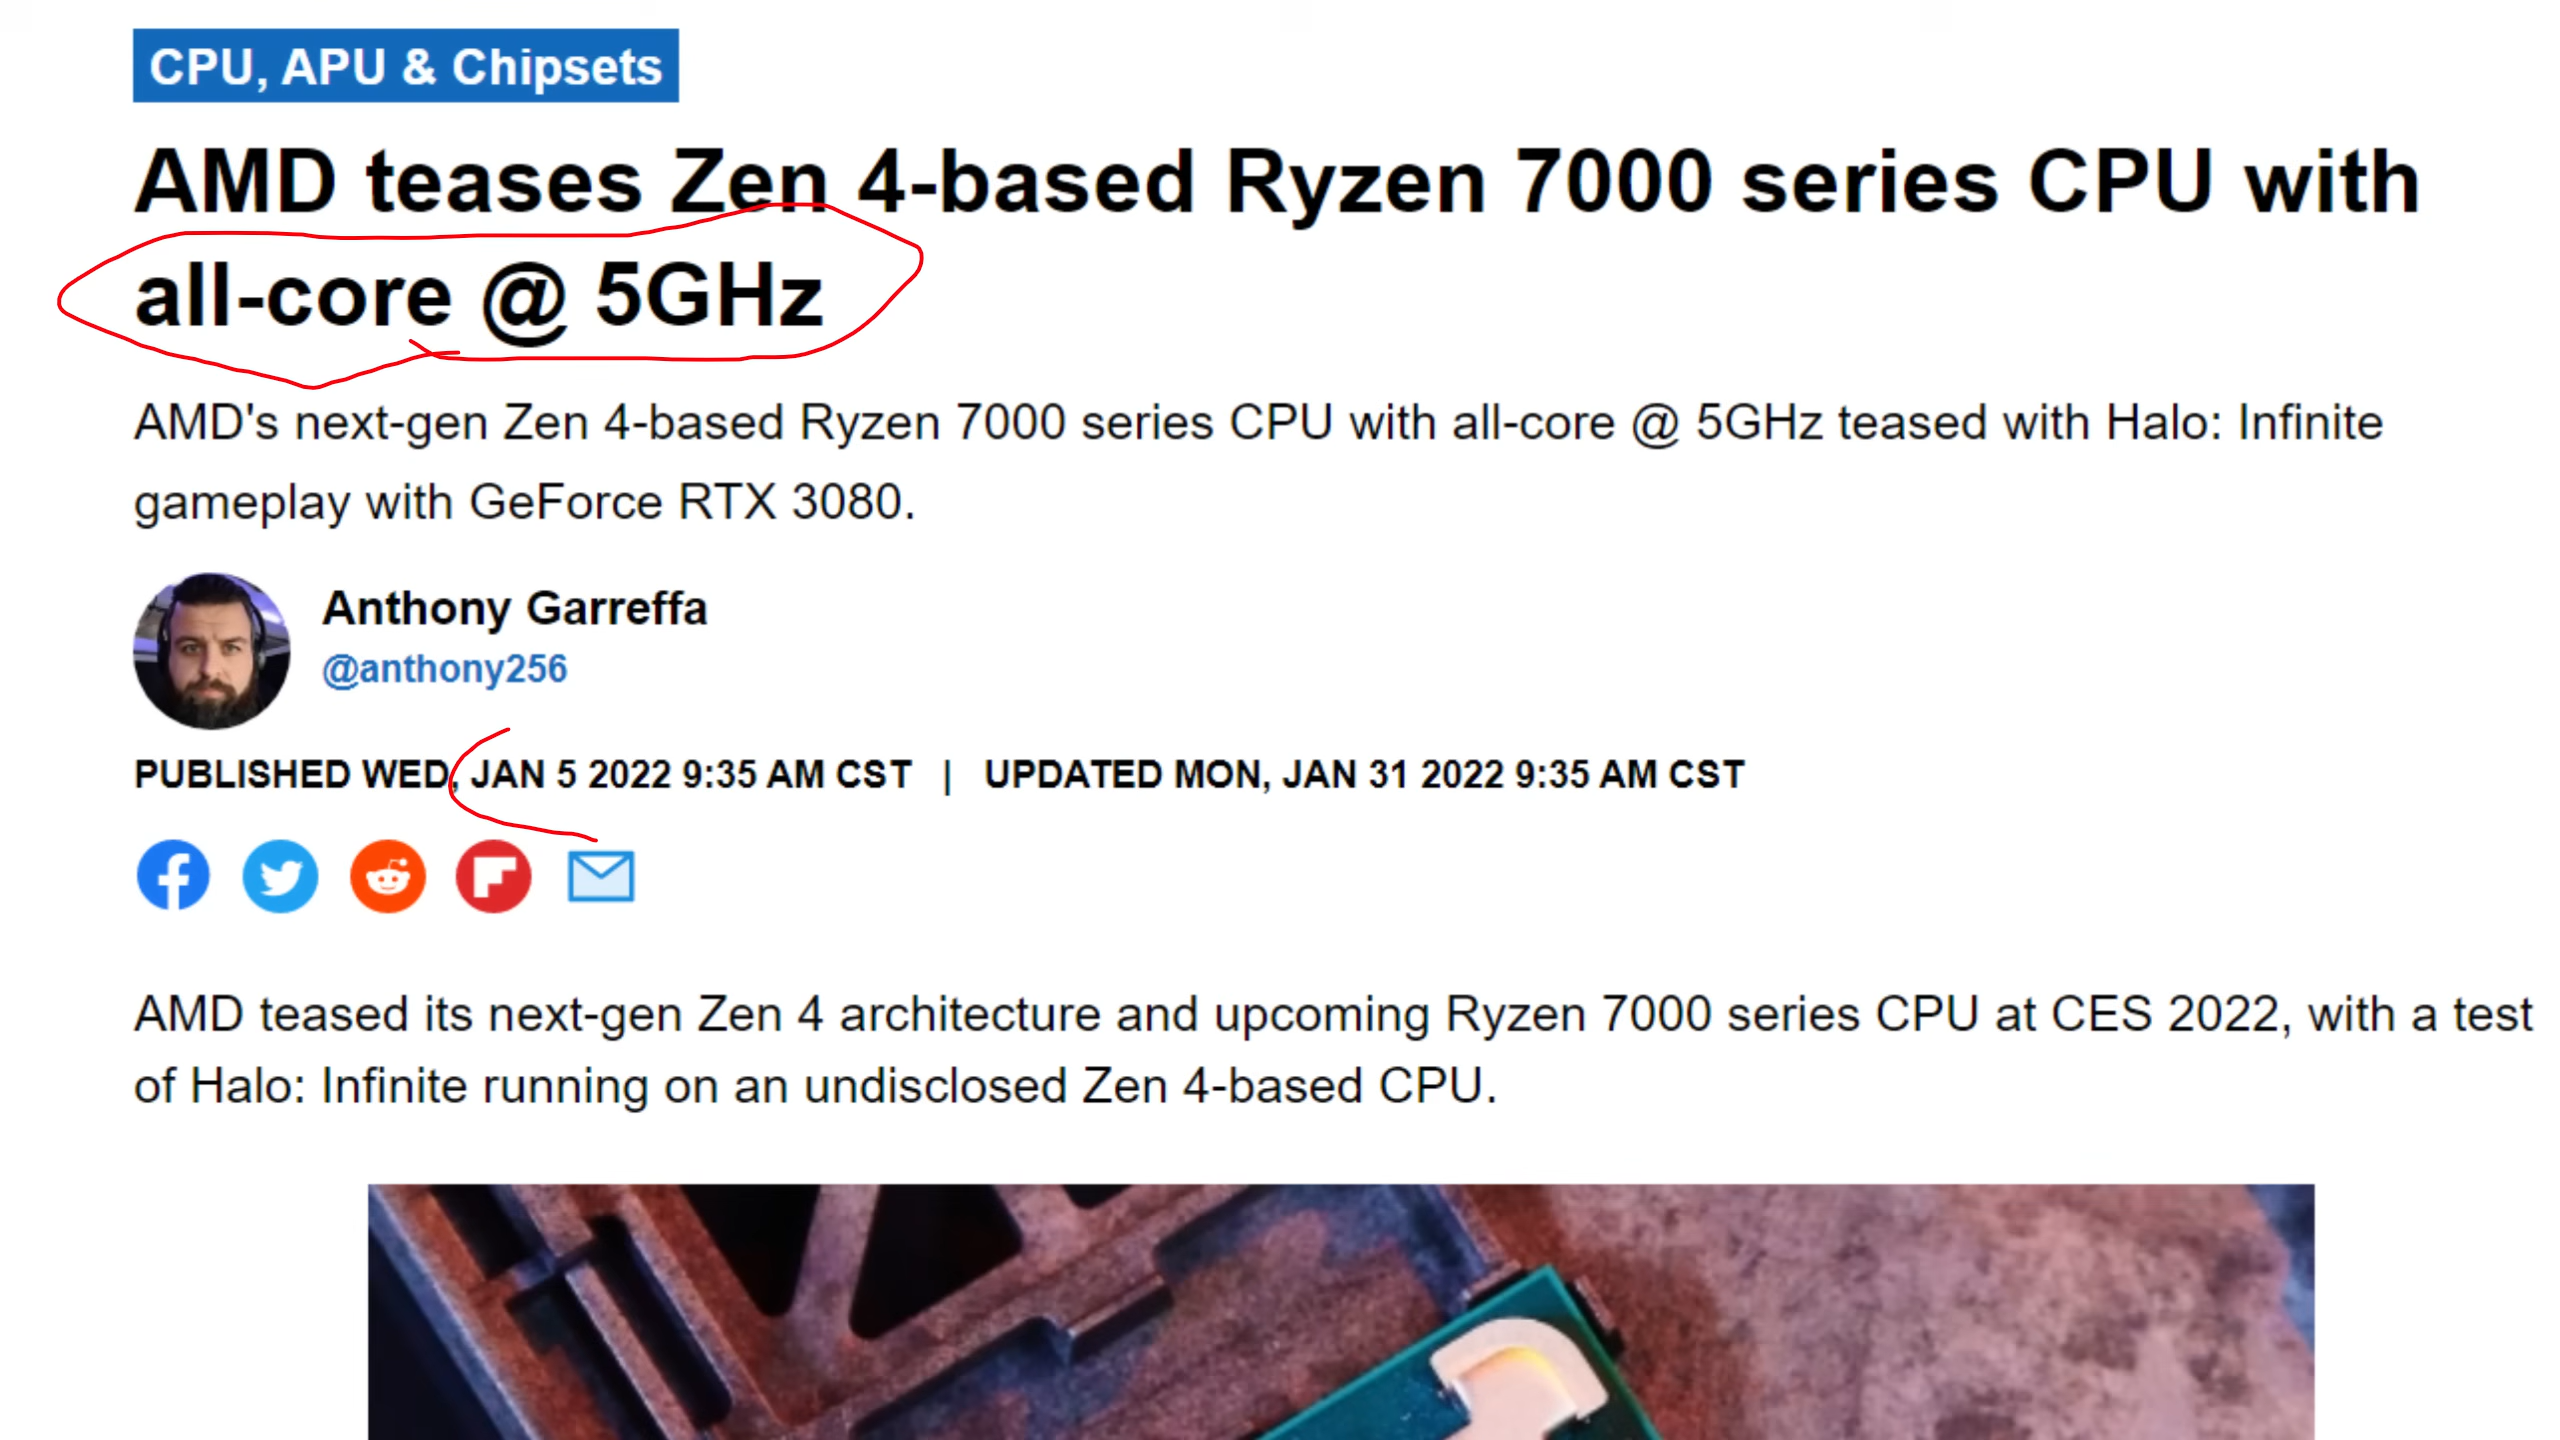 CPU, APU & Chipsets
AMD teases Zen 4-based Ryzen 7000 series CPU with
all-core @ 5GHz
AMD's next-gen Zen 4-based Ryzen 7000 series CPU with all-core @ 5GHz teased with Halo: Infinite
gameplay with GeForce RTX 3080.
Anthony Garreffa
@anthony256
PUBLISHED WED, JAN 5 2022 9:35 AM CST | UPDATED MON, JAN 31 2022 9:35 AM CST
AMD teased its next-gen Zen 4 architecture and upcoming Ryzen 7000 series CPU at CES 2022, with a test
of Halo: Infinite running on an undisclosed Zen 4-based CPU.